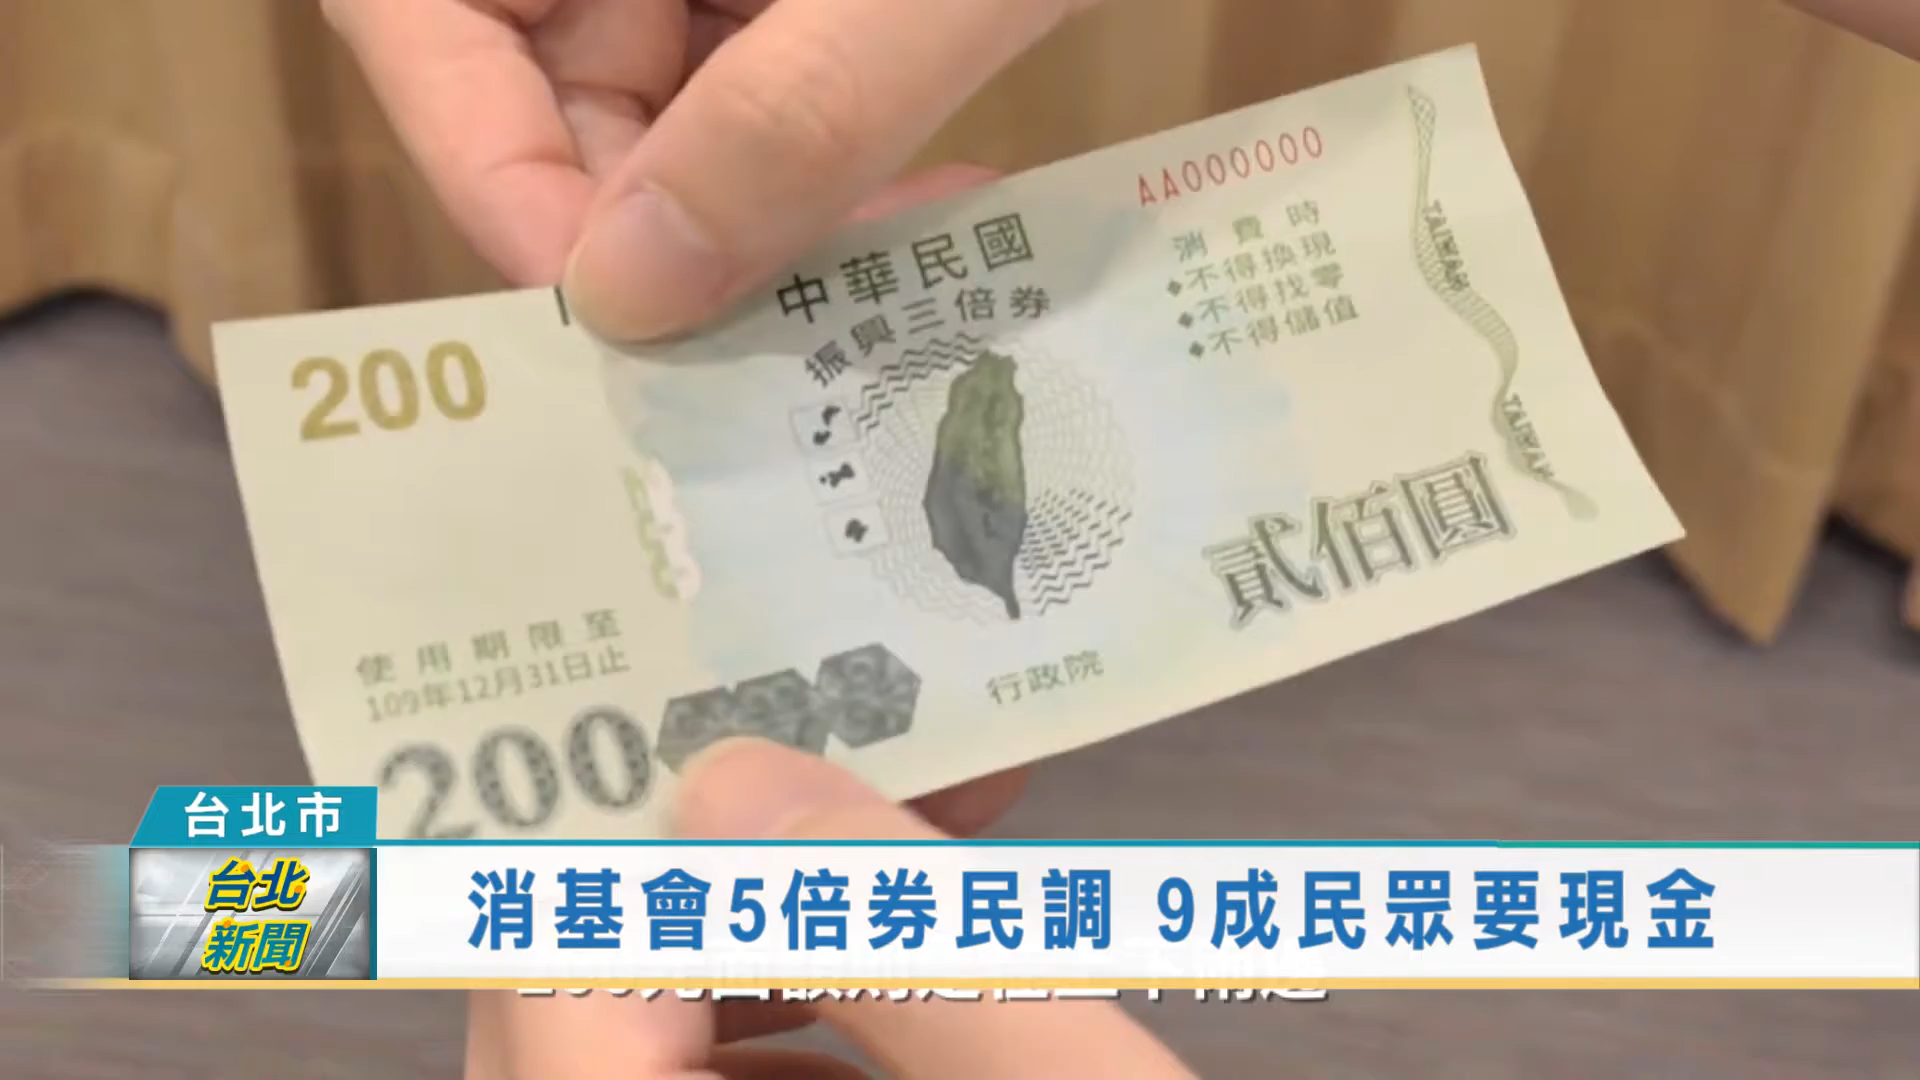 AA000000
中華民國
振興三倍券
消費時
◆不得換現
◆不得找零
◆不得儲值
TAIWAN
TAIWAN
200
貳佰圓
使用期限至
109年12月31日止
行政院
200
台北市
台北
新聞
消基會5倍券民調 9成民眾要現金